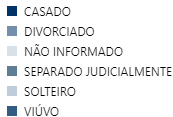 CASADO
DIVORCIADO
NÃO INFORMADO
SEPARADO JUDICIALMENTE
SOLTEIRO
VIÚVO